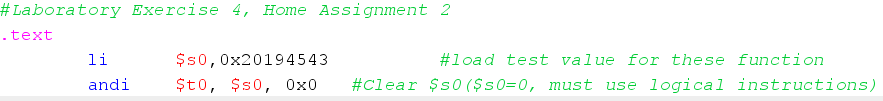 #Laboratory Exercise 4, Home Assignment 2
.text
li $s0,0x20194543 #load test value for these function
andi $t0, $s0, 0x0 #Clear $s0($s0=0, must use logical instructions)